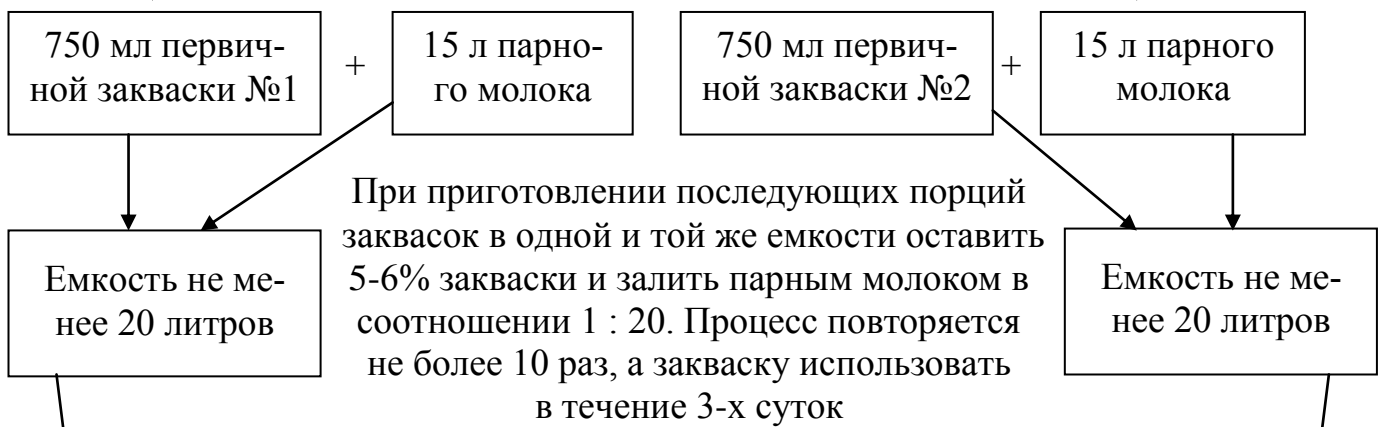 750 мл первич-
ной закваски №1
+
15 л парно-
го молока
750 мл первич-
ной закваски №2
+
15 л парного
молока
При приготовлении последующих порций
заквасок в одной и той же емкости оставить
5-6% закваски и залить парным молоком в
соотношении 1 : 20. Процесс повторяется
не более 10 раз, а закваску использовать
в течение 3-х суток
Емкость не ме-
нее 20 литров
Емкость не ме-
нее 20 литров